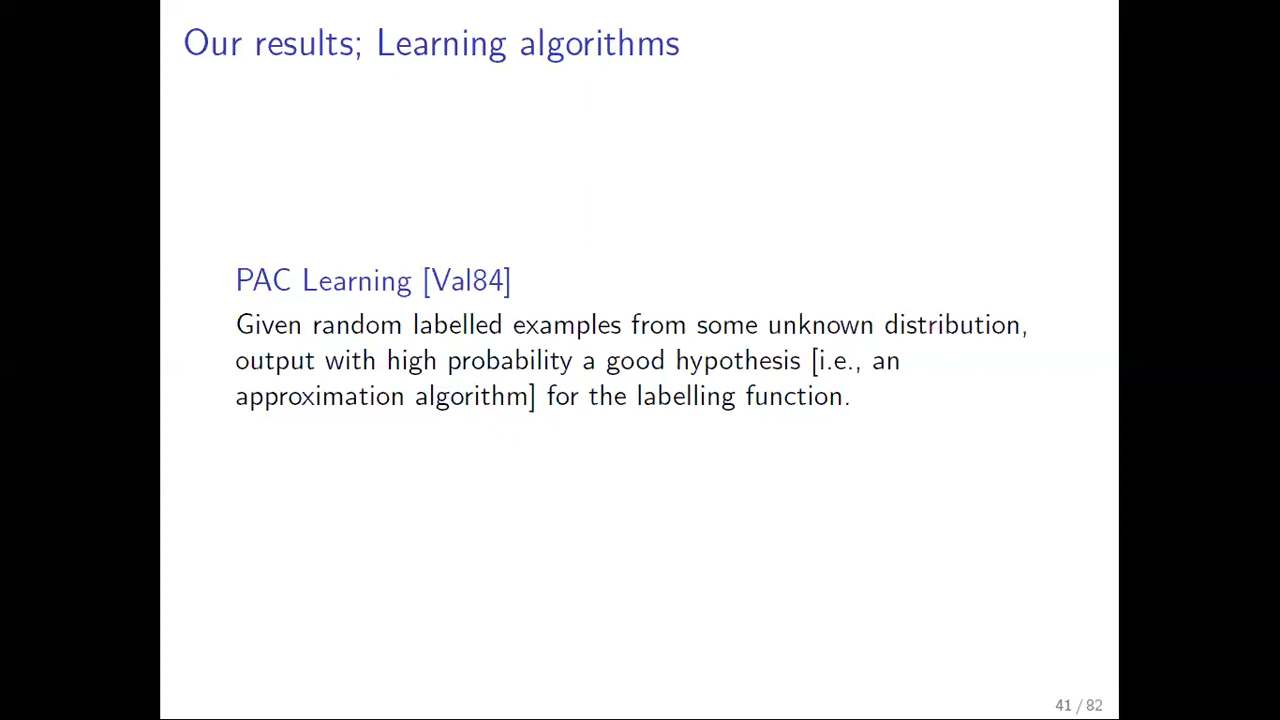 Our results; Learning algorithms
PAC Learning [Val84]
Given random labelled examples from some unknown distribution,
output with high probability a good hypothesis [i.e., an
approximation algorithm] for the labelling function.
41 / 82